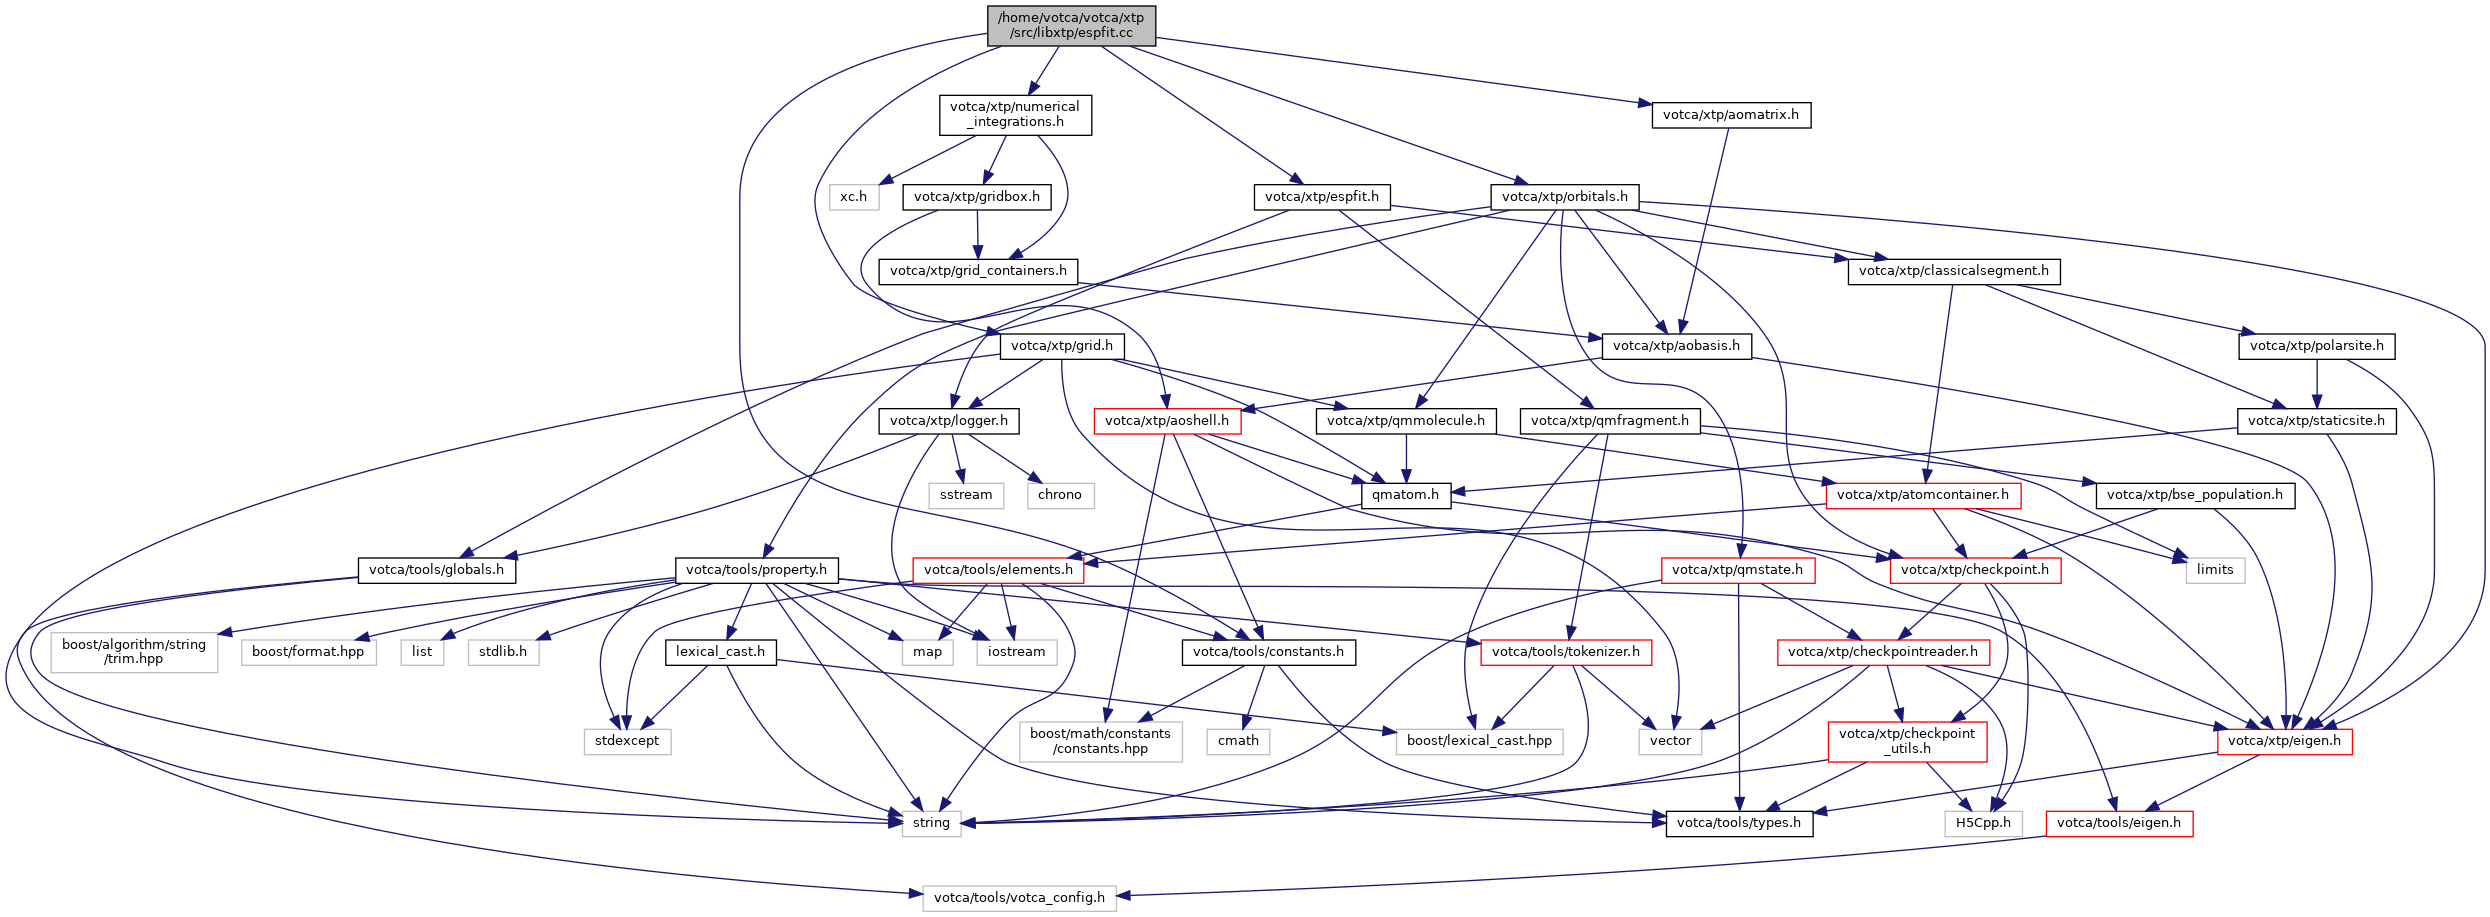 /home/votca/votca/xtp
/src/libxtp/espfit.cc
votca/xtp/numerical
_integrations.h
votca/xtp/aomatrix.h
xc.h
votca/xtp/gridbox.h
votca/xtp/espfit.h
votca/xtp/orbitals.h
votca/xtp/grid_containers.h
votca/xtp/classicalsegment.h
votca/xtp/grid.h
votca/xtp/aobasis.h
votca/xtp/polarsite.h
votca/xtp/logger.h
votca/xtp/aoshell.h
votca/xtp/qmmolecule.h
votca/xtp/qmfragment.h
votca/xtp/staticsite.h
sstream
chrono
qmatom.h
votca/xtp/atomcontainer.h
votca/xtp/bse_population.h
votca/tools/globals.h
votca/tools/property.h
votca/tools/elements.h
votca/xtp/qmstate.h
votca/xtp/checkpoint.h
limits
boost/algorithm/string
/trim.hpp
boost/format.hpp
list
stdlib.h
lexical_cast.h
map
iostream
votca/tools/constants.h
votca/tools/tokenizer.h
votca/xtp/checkpointreader.h
stdexcept
boost/math/constants
/constants.hpp
cmath
boost/lexical_cast.hpp
vector
votca/xtp/checkpoint
_utils.h
votca/xtp/eigen.h
string
votca/tools/types.h
H5Cpp.h
votca/tools/eigen.h
votca/tools/votca_config.h